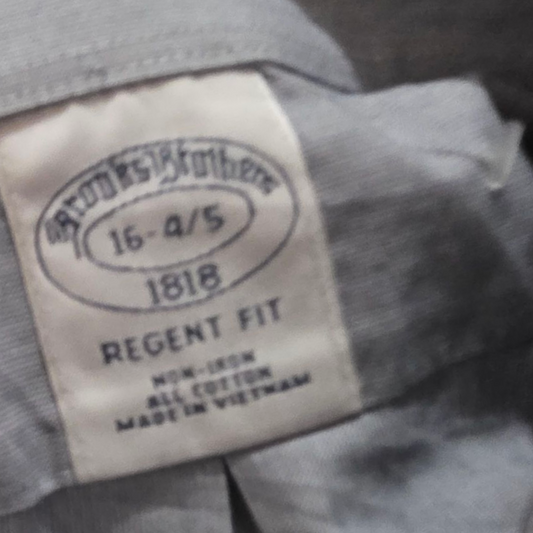 Brooks Brothers
16-4/5
1818
REGENT FIT
NON-IRON
ALL COTTON
MADE IN VIETNAM